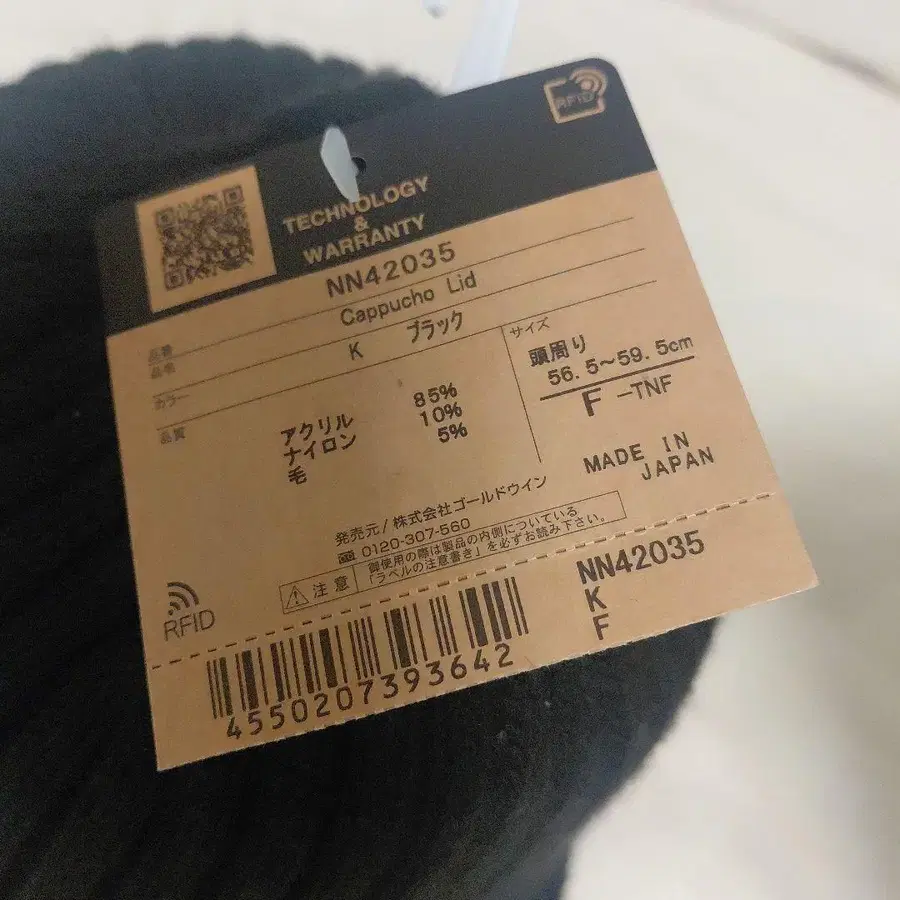 RFID
TECHNOLOGY
&
WARRANTY
品番 NN42035
品名 Cappucho Lid
カラー K ブラック
品質
アクリル 85%
ナイロン 10%
毛 5%
サイズ
頭周り
56.5~59.5cm
F -TNF
MADE IN
JAPAN
発売元/株式会社ゴールドウイン
0120-307-560
注意
御使用の際は製品の内側についている
「ラベルの注意書き」を必ずお読み下さい。
RFID
NN42035
K
F
4550207393642